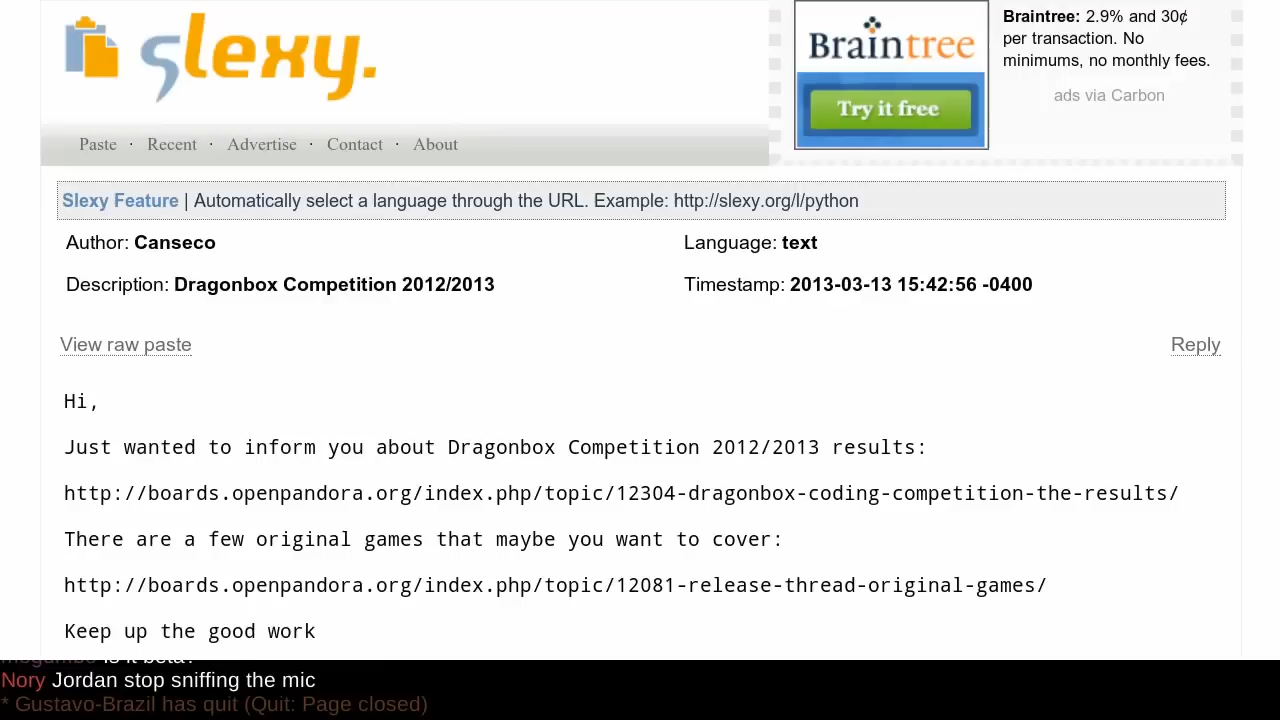 slexy.
Braintree
Try it free
Braintree: 2.9% and 30¢
per transaction. No
minimums, no monthly fees.
ads via Carbon
Paste · Recent · Advertise · Contact · About
Slexy Feature | Automatically select a language through the URL. Example: http://slexy.org/l/python
Author: Canseco
Language: text
Description: Dragonbox Competition 2012/2013
Timestamp: 2013-03-13 15:42:56 -0400
View raw paste
Reply
Hi,
Just wanted to inform you about Dragonbox Competition 2012/2013 results:
http://boards.openpandora.org/index.php/topic/12304-dragonbox-coding-competition-the-results/
There are a few original games that maybe you want to cover:
http://boards.openpandora.org/index.php/topic/12081-release-thread-original-games/
Keep up the good work
is it beta?
Nory Jordan stop sniffing the mic
* Gustavo-Brazil has quit (Quit: Page closed)